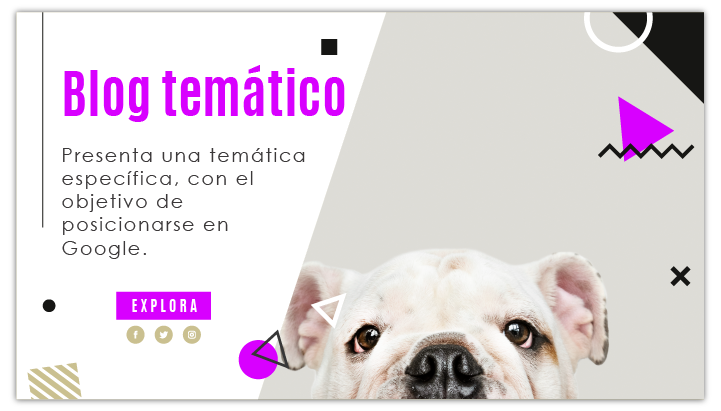 Blog temático
Presenta una temática
específica, con el
objetivo de
posicionarse en
Google.
EXPLORA